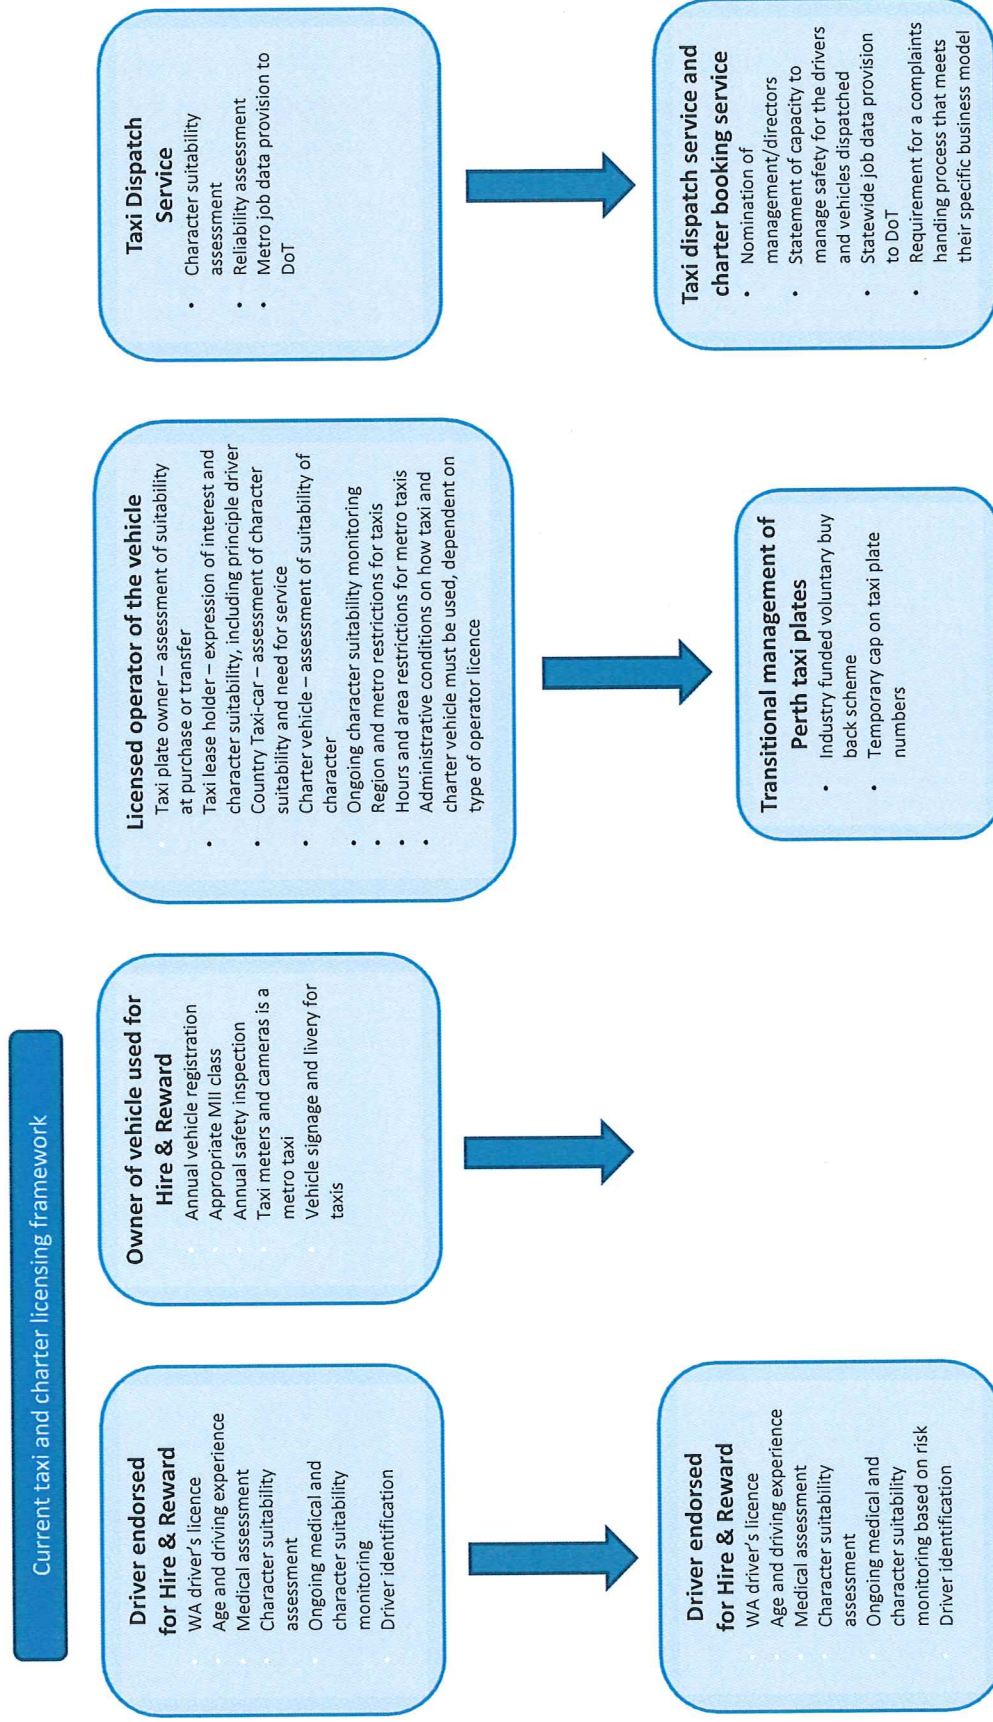 Current taxi and charter licensing framework
Driver endorsed
for Hire & Reward
WA driver's licence
Age and driving experience
Medical assessment
Character suitability
assessment
Ongoing medical and
character suitability
monitoring
Driver identification
Owner of vehicle used for
Hire & Reward
Annual vehicle registration
Appropriate MII class
Annual safety inspection
Taxi meters and cameras is a
metro taxi
Vehicle signage and livery for
taxis
Licensed operator of the vehicle
Taxi plate owner – assessment of suitability
at purchase or transfer
• Taxi lease holder – expression of interest and
character suitability, including principle driver
• Country Taxi-car – assessment of character
suitability and need for service
• Charter vehicle – assessment of suitability of
character
• Ongoing character suitability monitoring
• Region and metro restrictions for taxis
• Hours and area restrictions for metro taxis
• Administrative conditions on how taxi and
charter vehicle must be used, dependent on
type of operator licence
Taxi Dispatch
Service
• Character suitability
assessment
• Reliability assessment
• Metro job data provision to
DoT
Driver endorsed
for Hire & Reward
WA driver's licence
Age and driving experience
Medical assessment
Character suitability
assessment
Ongoing medical and
character suitability
monitoring based on risk
Driver identification
Transitional management of
Perth taxi plates
• Industry funded voluntary buy
back scheme
• Temporary cap on taxi plate
numbers
Taxi dispatch service and
charter booking service
• Nomination of
management/directors
• Statement of capacity to
manage safety for the drivers
and vehicles dispatched
• Statewide job data provision
to DoT
• Requirement for a complaints
handing process that meets
their specific business model